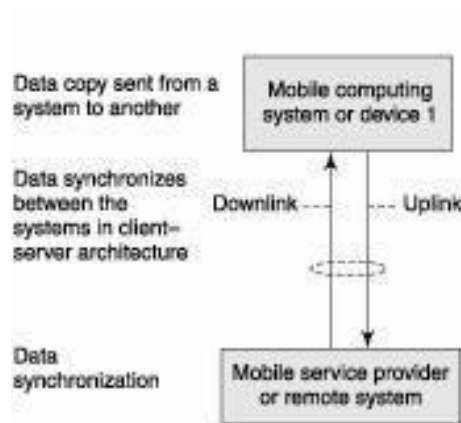 Data copy sent from a
system to another
Mobile computing
system or device 1
Data synchronizes
between the
systems in client–
server architecture
Downlink
Uplink
Data
synchronization
Mobile service provider
or remote system